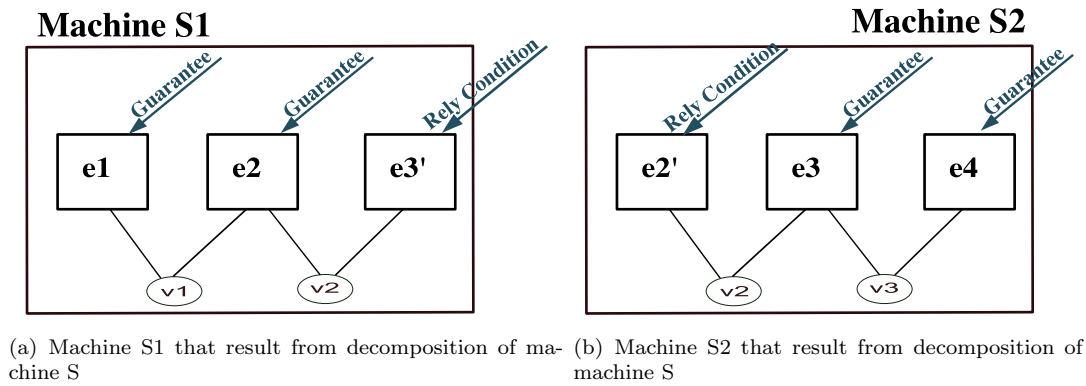 Machine S1
Guarantee
Guarantee
Rely Condition
e1
e2
e3'
v1
v2
(a) Machine S1 that result from decomposition of ma-
chine S
Machine S2
Rely Condition
Guarantee
Guarantee
e2'
e3
e4
v2
v3
(b) Machine S2 that result from decomposition of
machine S